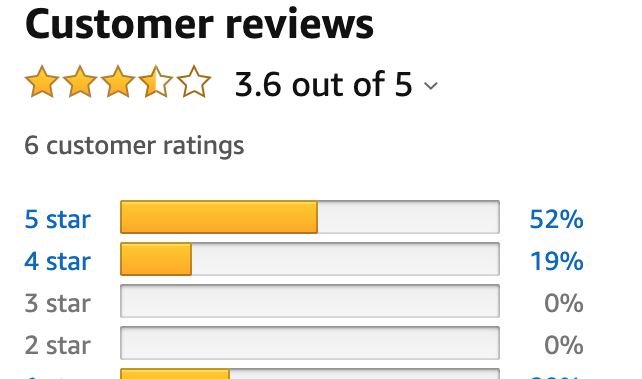 Customer reviews
3.6 out of 5
6 customer ratings
5 star 52%
4 star 19%
3 star 0%
2 star 0%